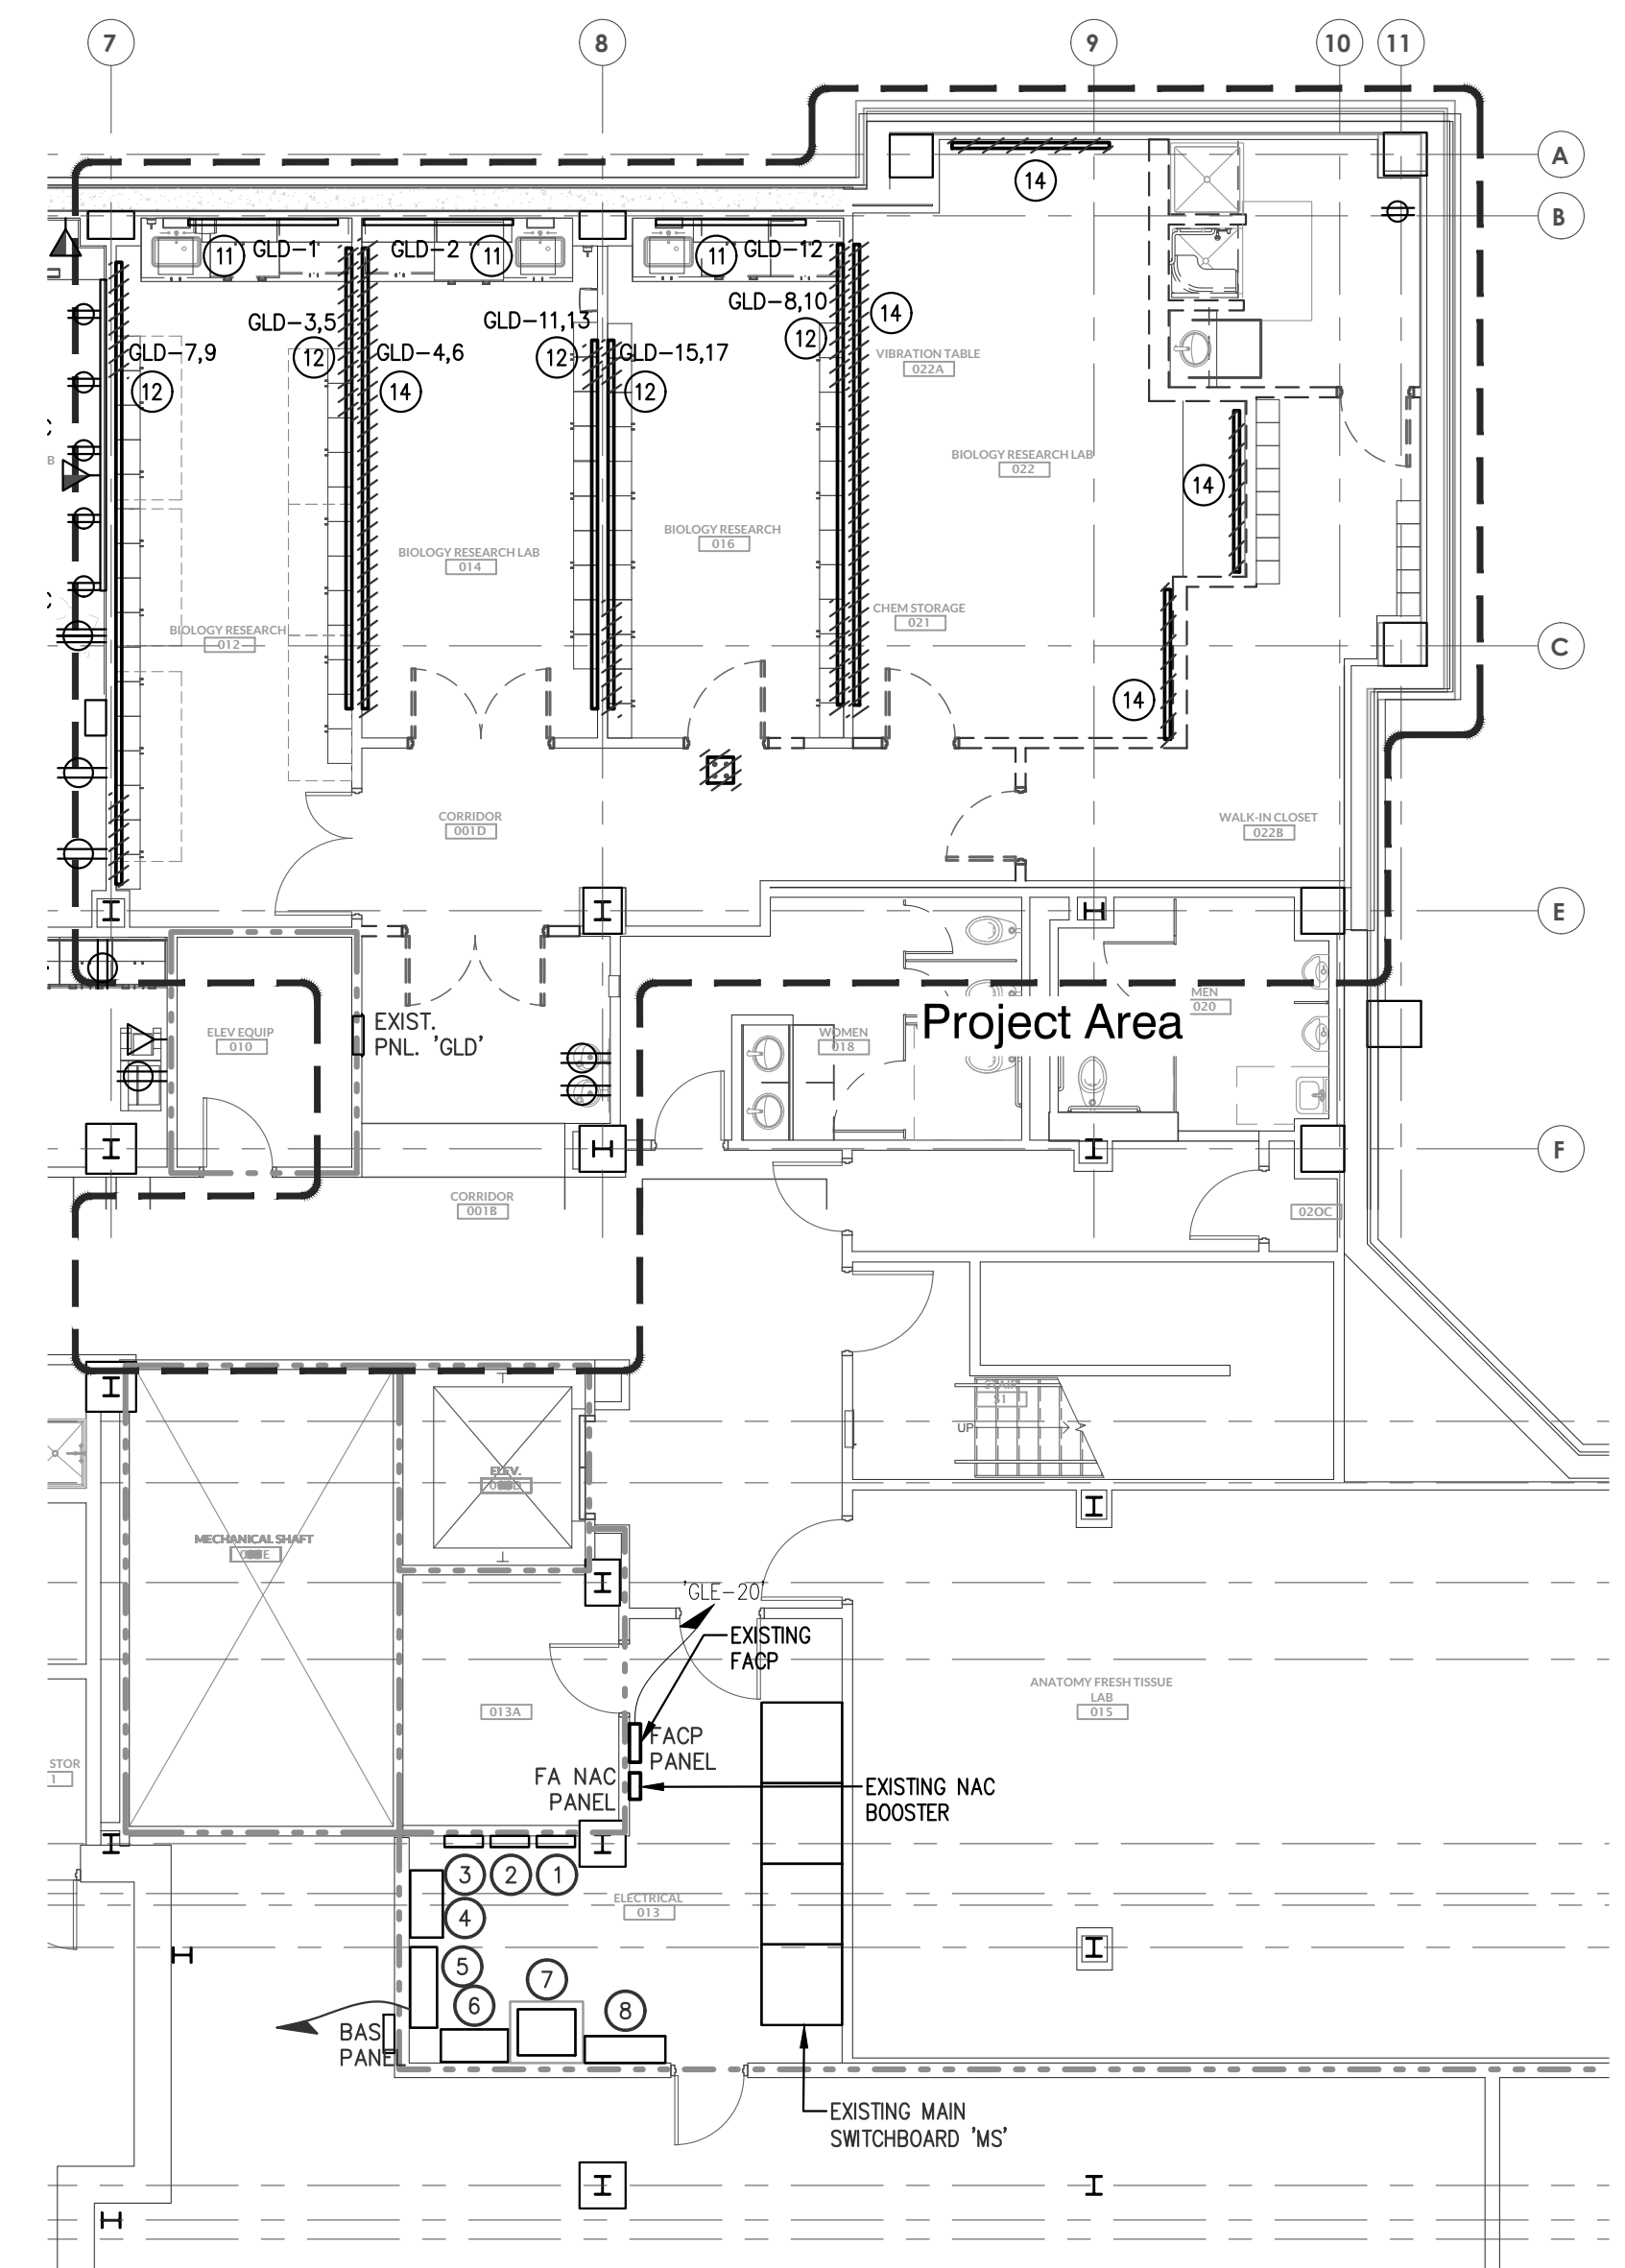 7
8
9
10
11
A
B
C
E
F
14
11
GLD-1
GLD-2
11
11
GLD-12
GLD-8,10
12
14
GLD-3,5
12
GLD-4,6
14
GLD-11,13
12
GLD-15,17
12
GLD-7,9
12
VIBRATION TABLE
022A
B
BIOLOGY RESEARCH LAB
022
14
BIOLOGY RESEARCH
016
BIOLOGY RESEARCH LAB
014
CHEM STORAGE
021
BIOLOGY RESEARCH
012
14
CORRIDOR
001D
WALK-IN CLOSET
022B
EXIST.
PNL. 'GLD'
ELEV EQUIP
010
WOMEN
018
Project Area
MEN
020
CORRIDOR
001B
020C
STAIR
S1
UP
ELEV.
MECHANICAL SHAFT
'GLE-20'
EXISTING
FACP
013A
FACP
PANEL
FA NAC
PANEL
EXISTING NAC
BOOSTER
ANATOMY FRESH TISSUE
LAB
015
STOR
1
3
2
1
4
ELECTRICAL
013
5
6
7
8
BAS
PANEL
EXISTING MAIN
SWITCHBOARD 'MS'